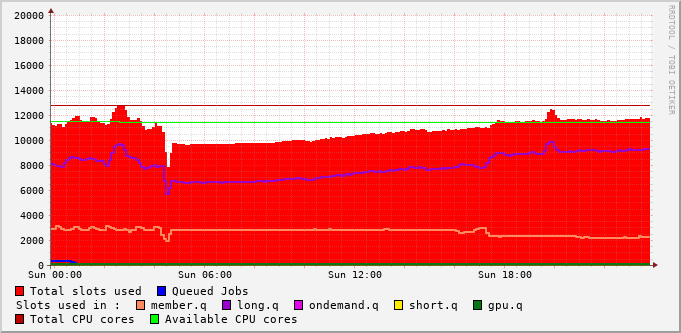 20000
18000
16000
14000
12000
10000
8000
6000
4000
2000
0
Sun 00:00 Sun 06:00 Sun 12:00 Sun 18:00
RRDTOOL / TOBI OETIKER
Total slots used Queued Jobs
Slots used in : member.q long.q ondemand.q short.q gpu.q
Total CPU cores Available CPU cores